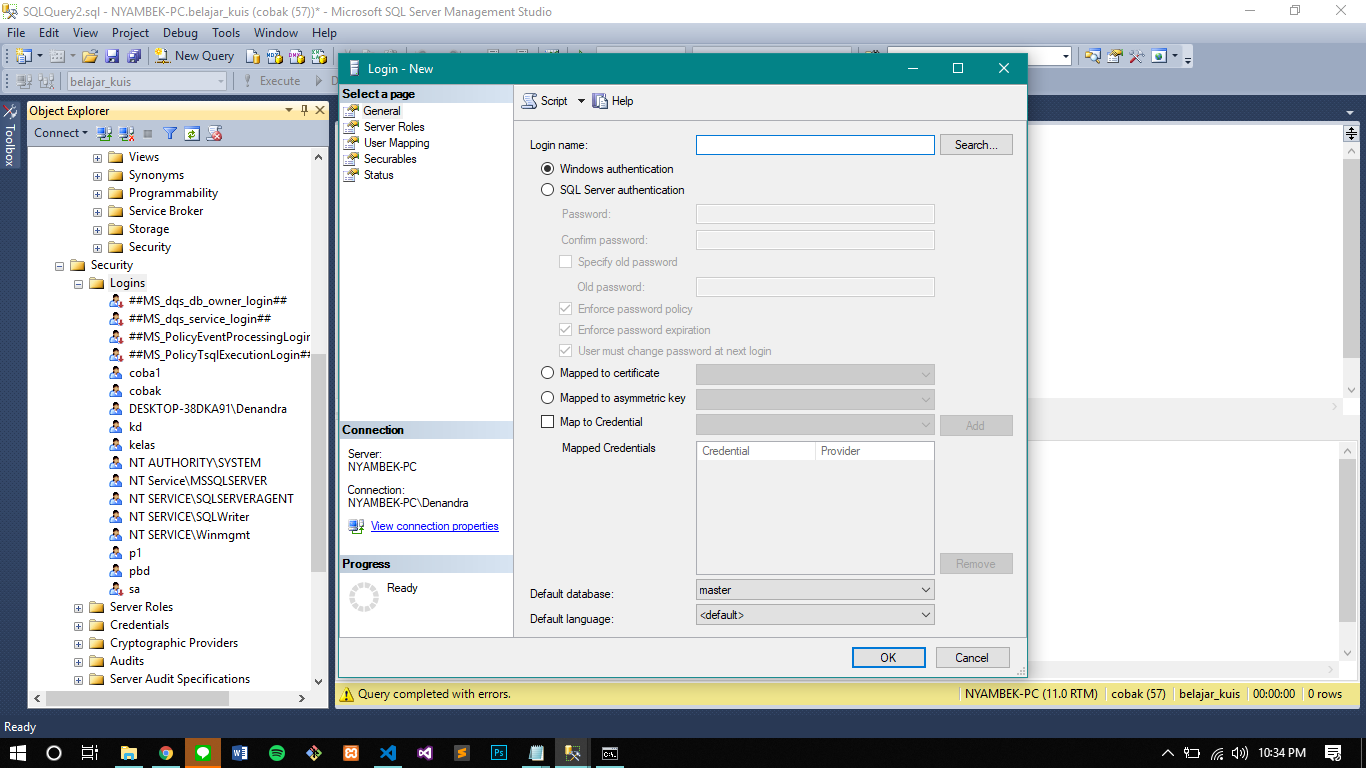 SQLQuery2.sql - NYAMBEK-PC.belajar_kuis (cobak (57))* - Microsoft SQL Server Management Studio
File Edit View Project Debug Tools Window Help
New Query
belajar_kuis
Execute
Toolbox
Object Explorer
Connect
Views
Synonyms
Programmability
Service Broker
Storage
Security
Security
Logins
##MS_dqs_db_owner_login##
##MS_dqs_service_login##
##MS_PolicyEventProcessingLogin
##MS_PolicyTsqlExecutionLogin##
coba1
cobak
DESKTOP-38DKA91\Denandra
kd
kelas
NT AUTHORITY\SYSTEM
NT Service\MSSQLSERVER
NT SERVICE\SQLSERVERAGENT
NT SERVICE\SQLWriter
NT SERVICE\Winmgmt
p1
pbd
sa
Server Roles
Credentials
Cryptographic Providers
Audits
Server Audit Specifications
Login - New
Select a page
General
Server Roles
User Mapping
Securables
Status
Connection
Server:
NYAMBEK-PC
Connection:
NYAMBEK-PC\Denandra
View connection properties
Progress
Ready
Script Help
Login name:
Search...
Windows authentication
SQL Server authentication
Password:
Confirm password:
Specify old password
Old password:
Enforce password policy
Enforce password expiration
User must change password at next login
Mapped to certificate
Mapped to asymmetric key
Map to Credential
Add
Mapped Credentials
Credential Provider
Remove
Default database: master
Default language: <default>
OK Cancel
Query completed with errors. NYAMBEK-PC (11.0 RTM) cobak (57) belajar_kuis 00:00:00 0 rows
Ready
10:34 PM